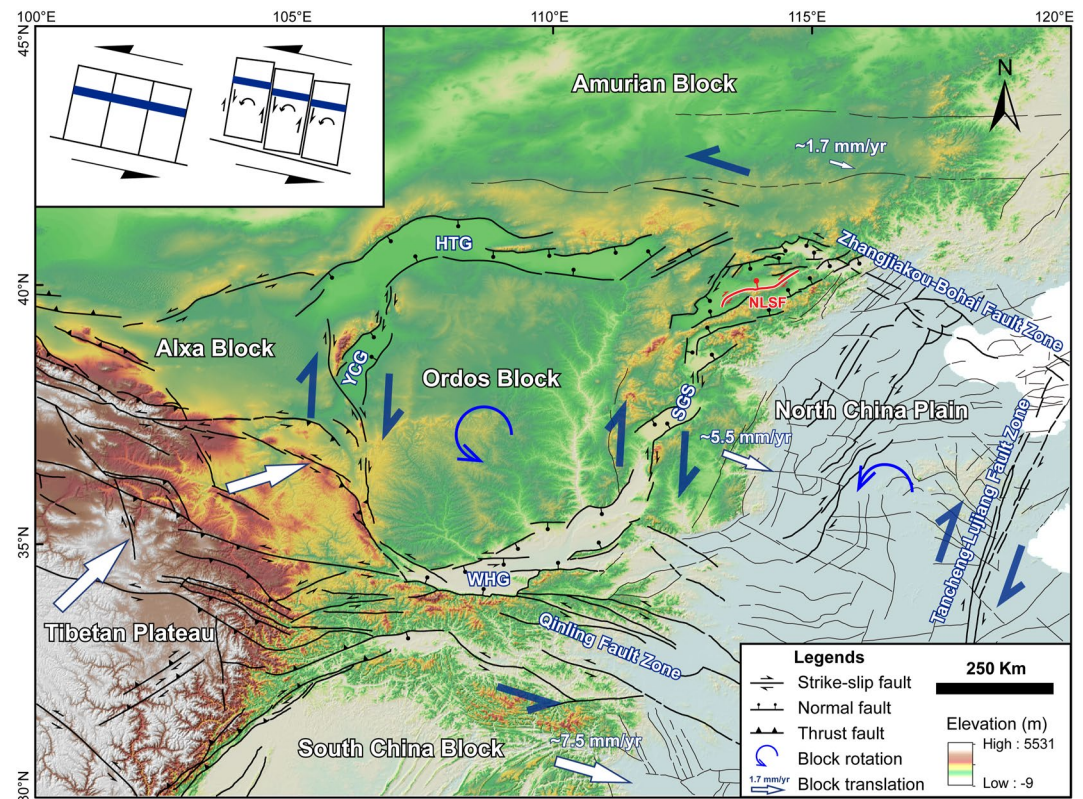 100°E
105°E
110°E
115°E
120°E
45°N
40°N
35°N
30°N
Amurian Block
N
~1.7 mm/yr
HTG
Zhangjiakou-Bohai Fault Zone
NLSF
Alxa Block
YCG
Ordos Block
SGS
North China Plain
~5.5 mm/yr
Tancheng-Lujiang Fault Zone
WHG
Qinling Fault Zone
Tibetan Plateau
South China Block
~7.5 mm/yr
Legends
Strike-slip fault
Normal fault
Thrust fault
Block rotation
1.7 mm/yr
Block translation
250 Km
Elevation (m)
High : 5531
Low : -9